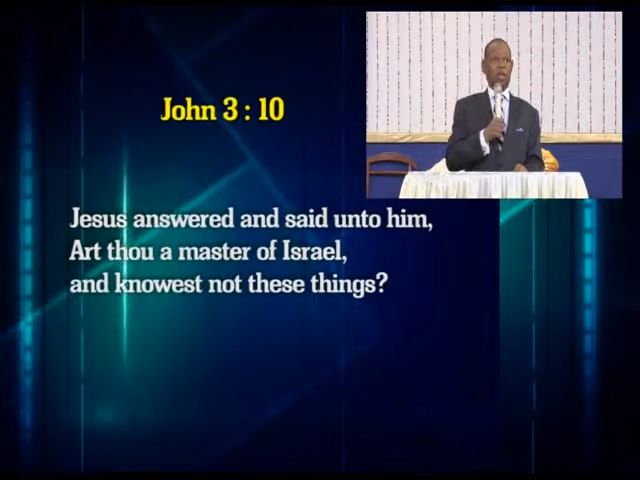 John 3 : 10
Jesus answered and said unto him,
Art thou a master of Israel,
and knowest not these things?